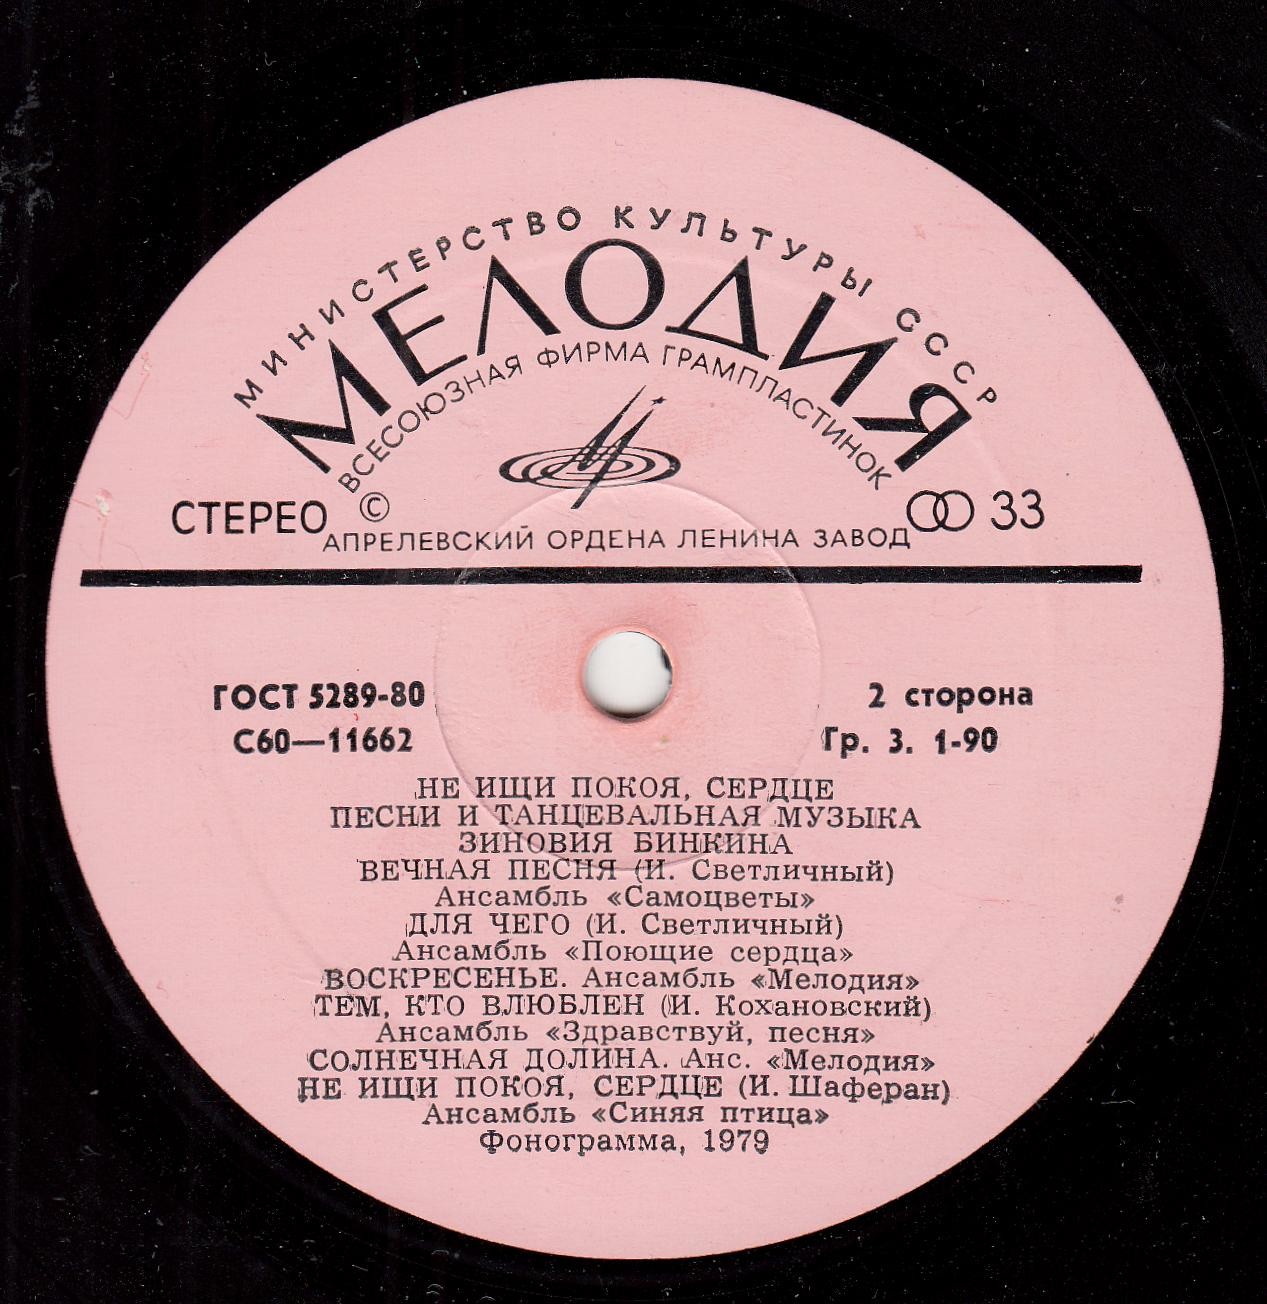 МИНИСТЕРСТВО КУЛЬТУРЫ СССР
МЕЛОДИЯ
ВСЕСОЮЗНАЯ ФИРМА ГРАМПЛАСТИНОК
СТЕРЕО © 33
АПРЕЛЕВСКИЙ ОРДЕНА ЛЕНИНА ЗАВОД
ГОСТ 5289-80 2 сторона
С60—11662 Гр. 3. 1-90
НЕ ИЩИ ПОКОЯ, СЕРДЦЕ
ПЕСНИ И ТАНЦЕВАЛЬНАЯ МУЗЫКА
ЗИНОВИЯ БИНКИНА
ВЕЧНАЯ ПЕСНЯ (И. Светличный)
Ансамбль «Самоцветы»
ДЛЯ ЧЕГО (И. Светличный)
Ансамбль «Поющие сердца»
ВОСКРЕСЕНЬЕ. Ансамбль «Мелодия»
ТЕМ, КТО ВЛЮБЛЕН (И. Кохановский)
Ансамбль «Здравствуй, песня»
СОЛНЕЧНАЯ ДОЛИНА. Анс. «Мелодия»
НЕ ИЩИ ПОКОЯ, СЕРДЦЕ (И. Шаферан)
Ансамбль «Синяя птица»
Фонограмма, 1979